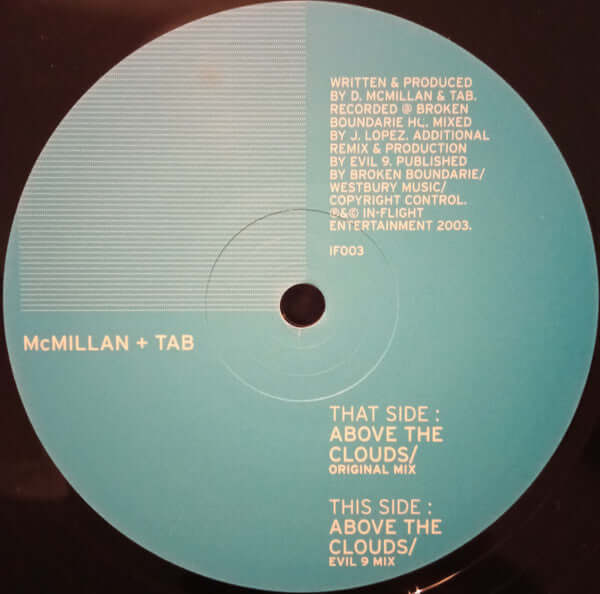 WRITTEN & PRODUCED
BY D. MCMILLAN & TAB.
RECORDED @ BROKEN
BOUNDARIE HQ. MIXED
BY J. LOPEZ. ADDITIONAL
REMIX & PRODUCTION
BY EVIL 9. PUBLISHED
BY BROKEN BOUNDARIE/
WESTBURY MUSIC/
COPYRIGHT CONTROL.
℗&© IN-FLIGHT
ENTERTAINMENT 2003.
IF003
McMILLAN + TAB
THAT SIDE :
ABOVE THE
CLOUDS/
ORIGINAL MIX
THIS SIDE :
ABOVE THE
CLOUDS/
EVIL 9 MIX